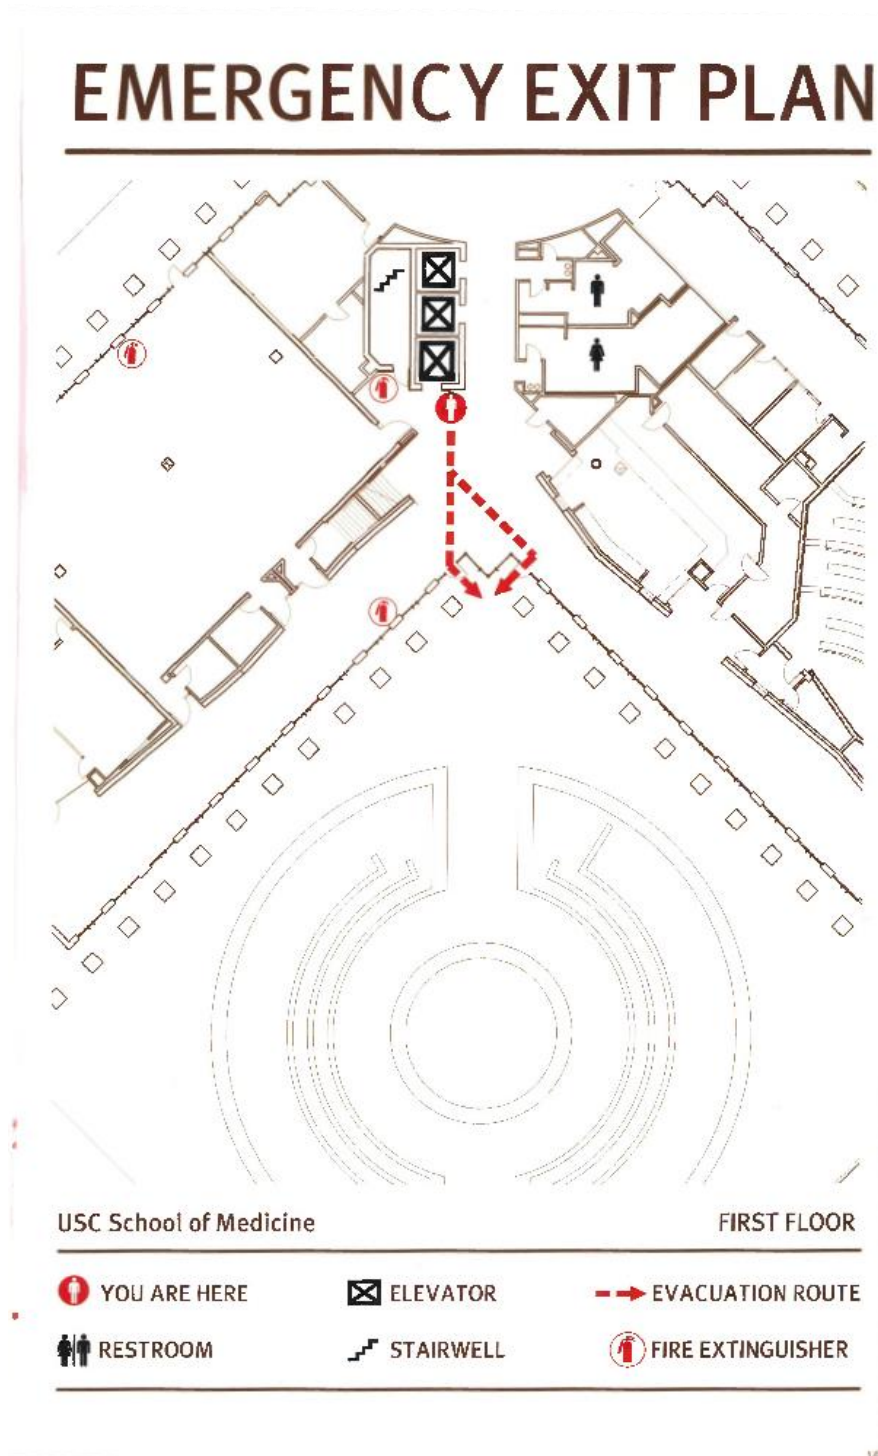 EMERGENCY EXIT PLAN
USC School of Medicine
FIRST FLOOR
YOU ARE HERE
ELEVATOR
EVACUATION ROUTE
RESTROOM
STAIRWELL
FIRE EXTINGUISHER